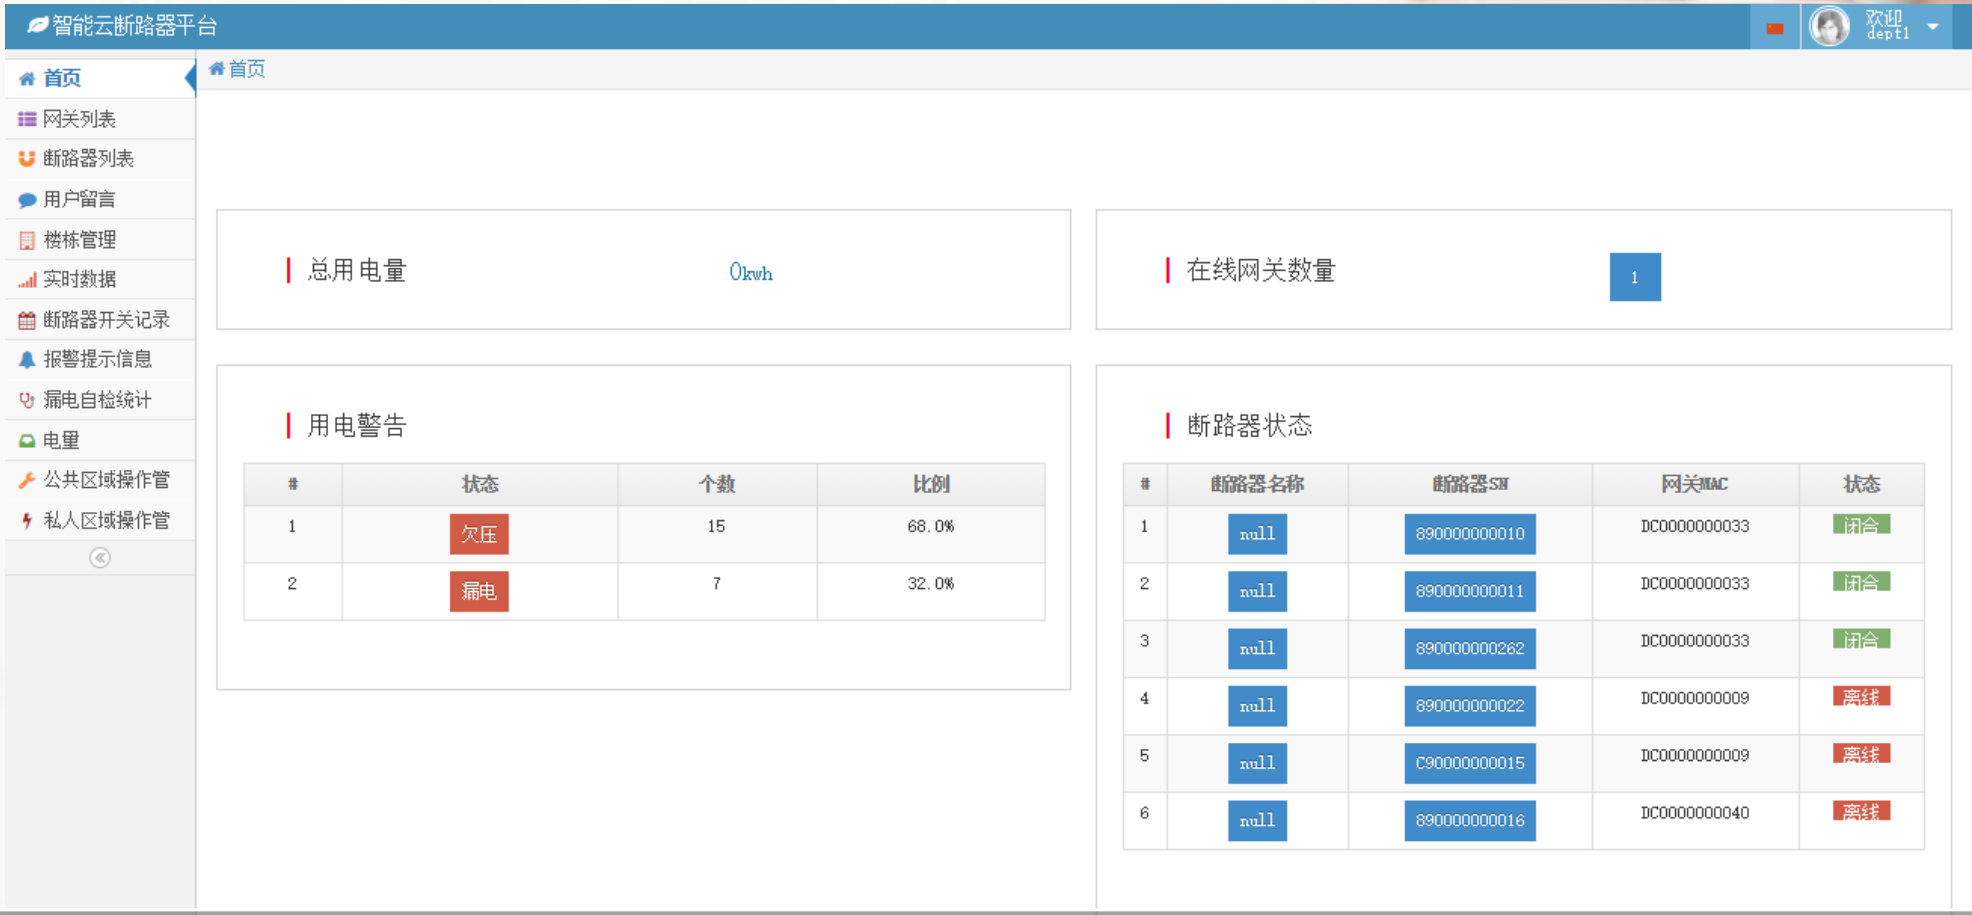 智能云断路器平台
欢迎
dept1
首页
网关列表
断路器列表
用户留言
楼栋管理
实时数据
断路器开关记录
报警提示信息
漏电自检统计
电量
公共区域操作管
私人区域操作管
首页
总用电量 0kwh
在线网关数量 1
用电警告
# 状态 个数 比例
1 欠压 15 68.0%
2 漏电 7 32.0%
断路器状态
# 断路器名称 断路器SN 网关MAC 状态
1 null 890000000010 DC0000000033 闭合
2 null 890000000011 DC0000000033 闭合
3 null 890000000262 DC0000000033 闭合
4 null 890000000022 DC0000000009 离线
5 null C90000000015 DC0000000009 离线
6 null 890000000016 DC0000000040 离线